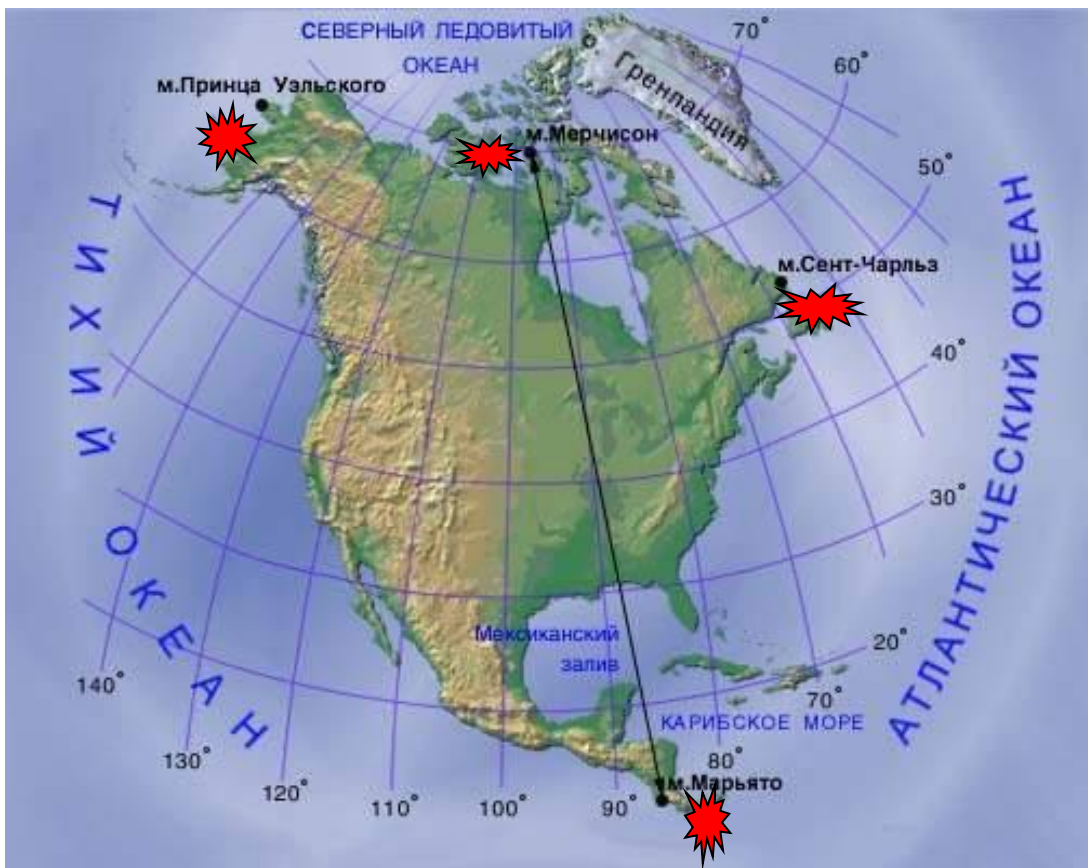 СЕВЕРНЫЙ ЛЕДОВИТЫЙ
ОКЕАН
70°
60°
Гренландия
м.Принца Уэльского
м.Мерчисон
50°
ТИХИЙ ОКЕАН
АТЛАНТИЧЕСКИЙ ОКЕАН
м.Сент-Чарльз
40°
30°
Мексиканский
залив
20°
140°
70°
КАРИБСКОЕ МОРЕ
130°
80°
м.Марьято
120°
110°
100°
90°